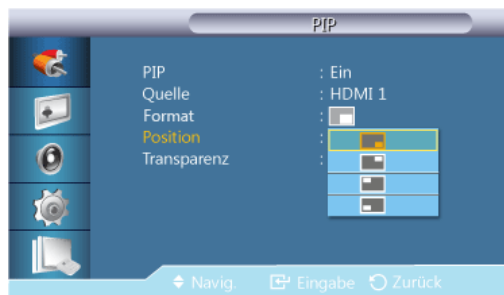 PIP
PIP : Ein
Quelle : HDMI 1
Format :
Position :
Transparenz :
Navig. Eingabe Zurück